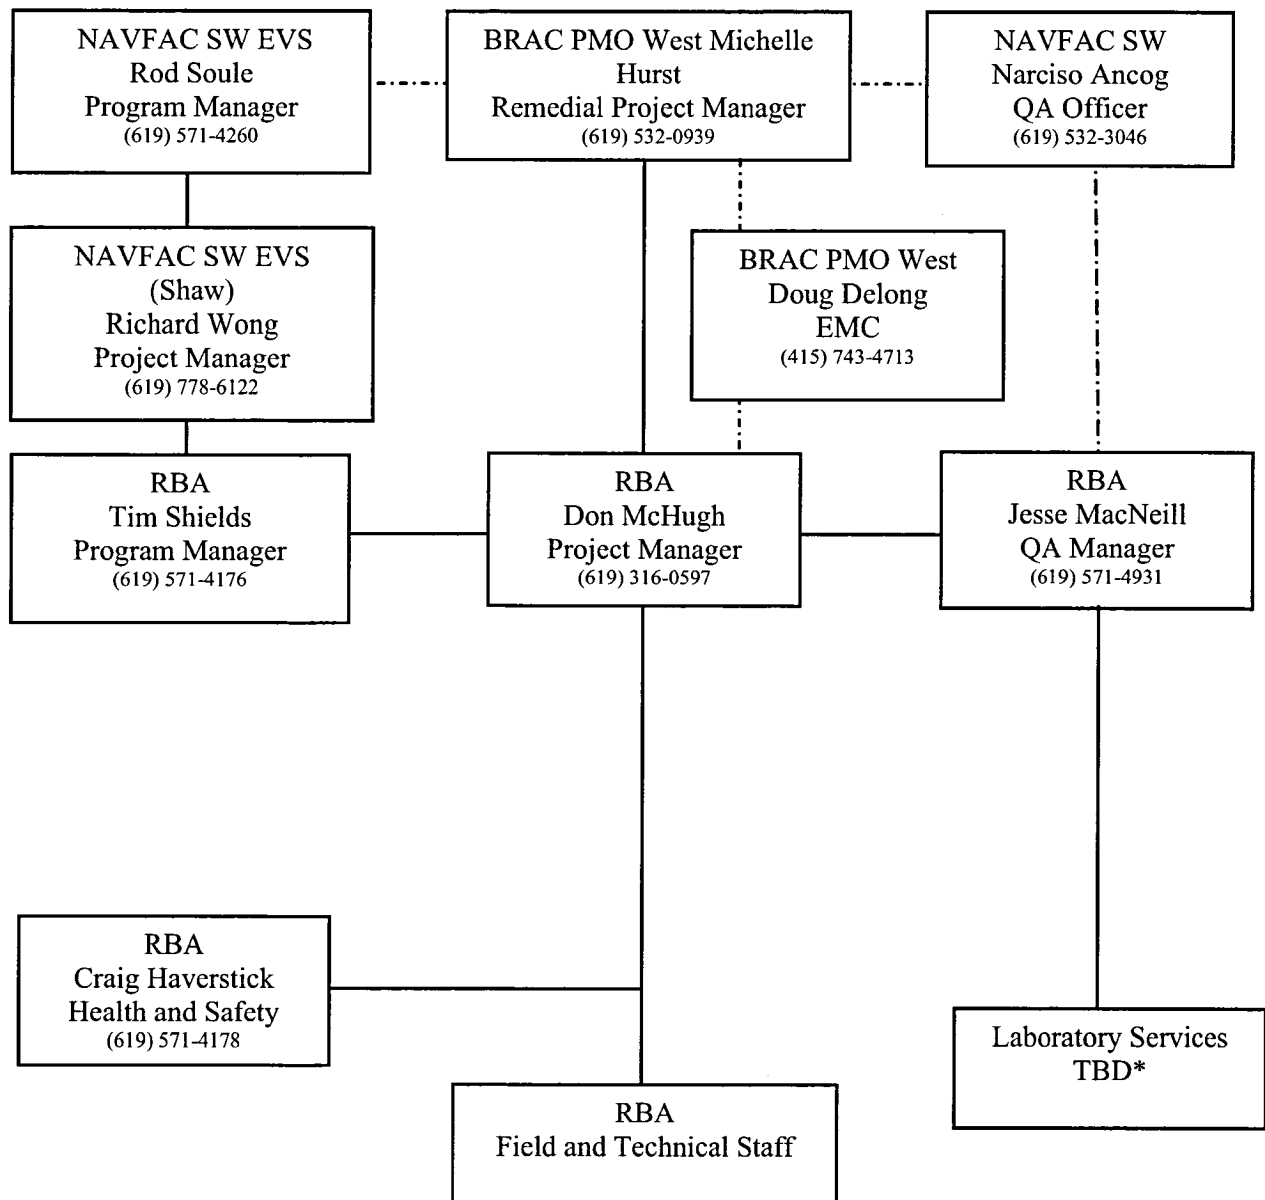 NAVFAC SW EVS
Rod Soule
Program Manager
(619) 571-4260
BRAC PMO West Michelle
Hurst
Remedial Project Manager
(619) 532-0939
NAVFAC SW
Narciso Ancog
QA Officer
(619) 532-3046
NAVFAC SW EVS
(Shaw)
Richard Wong
Project Manager
(619) 778-6122
BRAC PMO West
Doug Delong
EMC
(415) 743-4713
RBA
Tim Shields
Program Manager
(619) 571-4176
RBA
Don McHugh
Project Manager
(619) 316-0597
RBA
Jesse MacNeill
QA Manager
(619) 571-4931
RBA
Craig Haverstick
Health and Safety
(619) 571-4178
Laboratory Services
TBD*
RBA
Field and Technical Staff